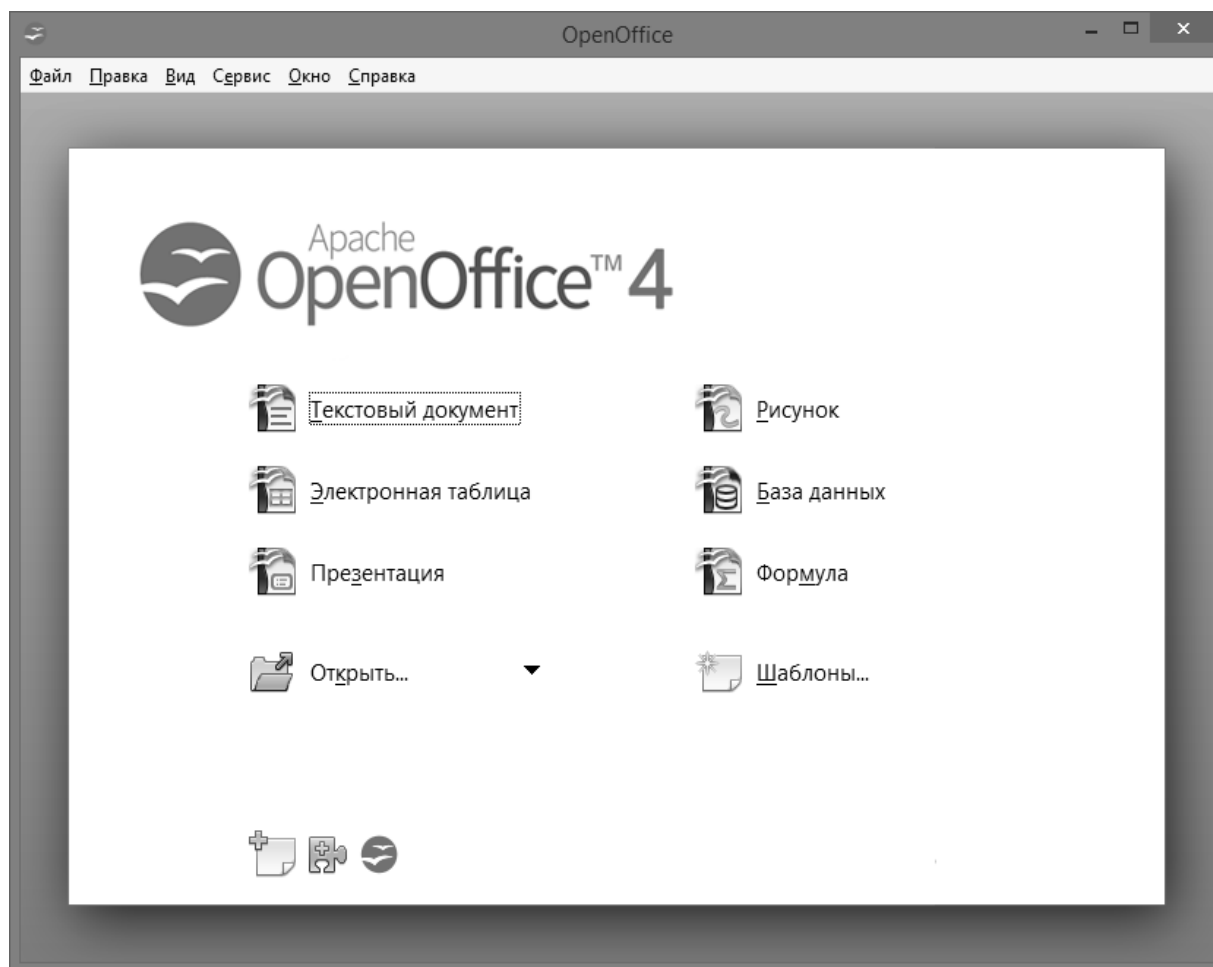 OpenOffice
Файл Правка Вид Сервис Окно Справка
Apache
OpenOffice™ 4
Текстовый документ
Рисунок
Электронная таблица
База данных
Презентация
Формула
Открыть...
Шаблоны...